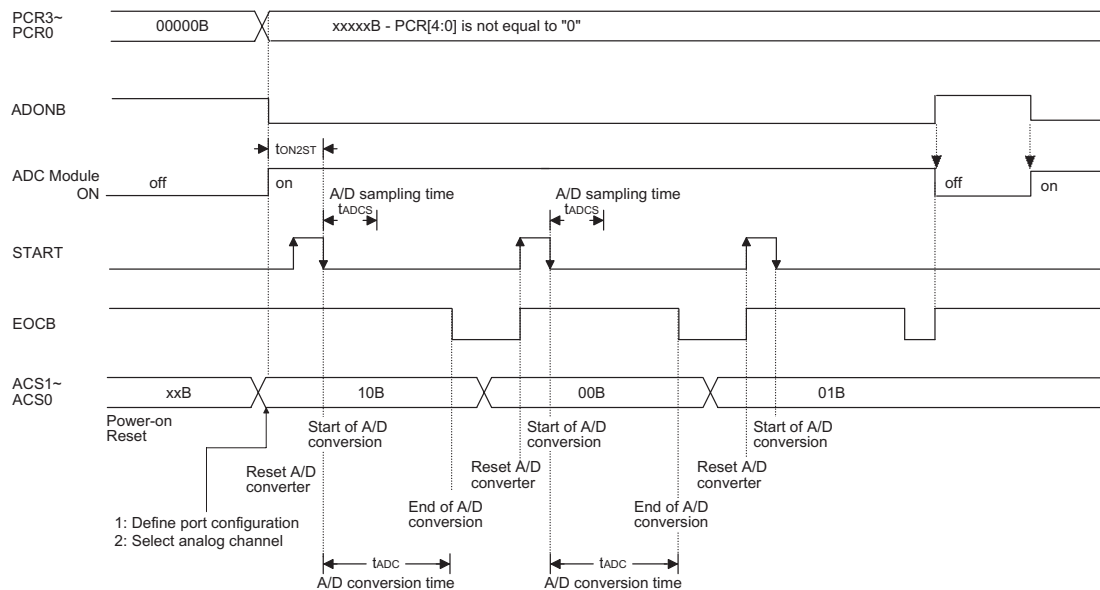 PCR3~
PCR0
00000B
xxxxxB - PCR[4:0] is not equal to "0"
ADONB
tON2ST
ADC Module
ON
off
on
off
on
A/D sampling time
tADCS
A/D sampling time
tADCS
START
EOCB
ACS1~
ACS0
xxB
10B
00B
01B
Power-on
Reset
Start of A/D
conversion
Start of A/D
conversion
Start of A/D
conversion
Reset A/D
converter
Reset A/D
converter
Reset A/D
converter
End of A/D
conversion
End of A/D
conversion
1: Define port configuration
2: Select analog channel
tADC
A/D conversion time
tADC
A/D conversion time